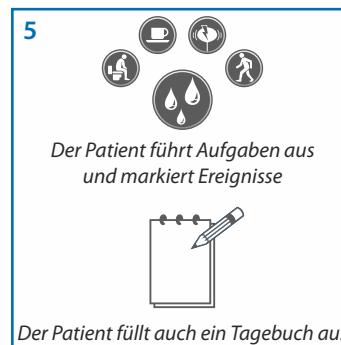 5
Der Patient führt Aufgaben aus
und markiert Ereignisse
Der Patient füllt auch ein Tagebuch au